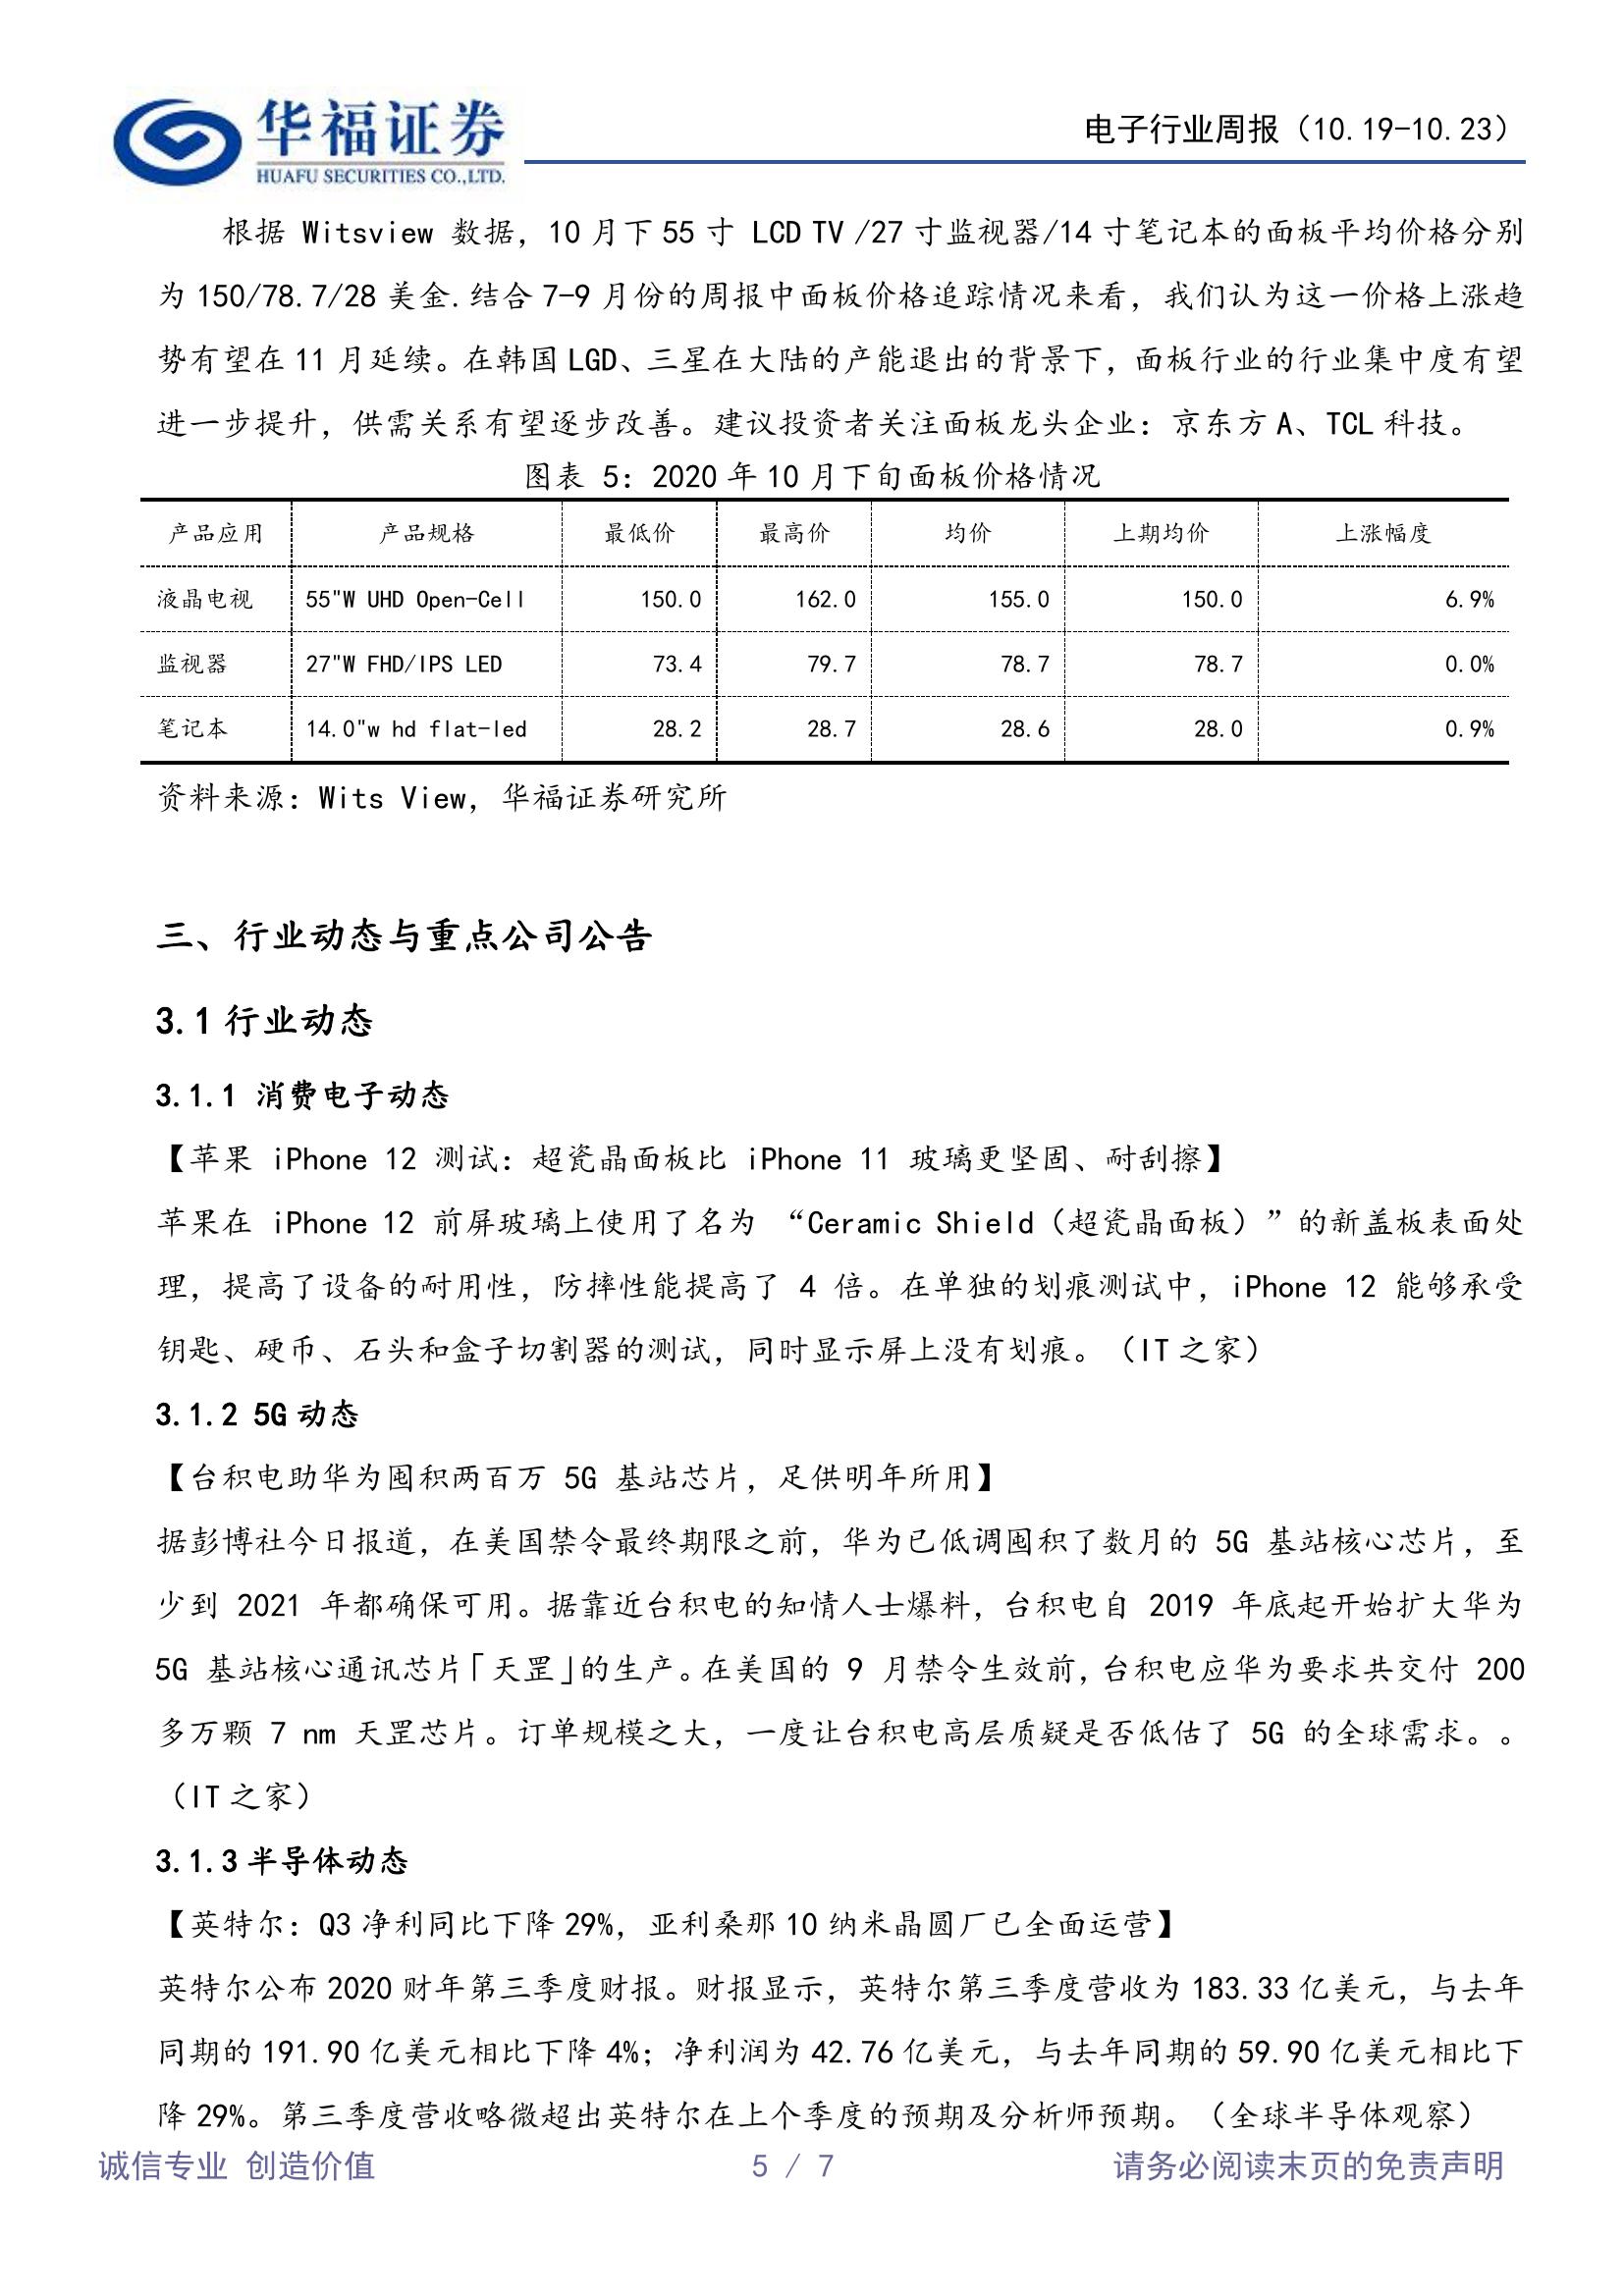 华福证券
HUAFU SECURITIES CO.,LTD.
电子行业周报（10.19-10.23）
根据 Witsview 数据，10 月下 55 寸 LCD TV /27 寸监视器/14 寸笔记本的面板平均价格分别
为 150/78.7/28 美金.结合 7-9 月份的周报中面板价格追踪情况来看，我们认为这一价格上涨趋
势有望在 11 月延续。在韩国 LGD、三星在大陆的产能退出的背景下，面板行业的行业集中度有望
进一步提升，供需关系有望逐步改善。建议投资者关注面板龙头企业：京东方 A、TCL 科技。
图表 5：2020 年 10 月下旬面板价格情况
产品应用 产品规格 最低价 最高价 均价 上期均价 上涨幅度
液晶电视 55"W UHD Open-Cell 150.0 162.0 155.0 150.0 6.9%
监视器 27"W FHD/IPS LED 73.4 79.7 78.7 78.7 0.0%
笔记本 14.0"w hd flat-led 28.2 28.7 28.6 28.0 0.9%
资料来源：Wits View，华福证券研究所
三、行业动态与重点公司公告
3.1 行业动态
3.1.1 消费电子动态
【苹果 iPhone 12 测试：超瓷晶面板比 iPhone 11 玻璃更坚固、耐刮擦】
苹果在 iPhone 12 前屏玻璃上使用了名为 “Ceramic Shield（超瓷晶面板）”的新盖板表面处
理，提高了设备的耐用性，防摔性能提高了 4 倍。在单独的划痕测试中，iPhone 12 能够承受
钥匙、硬币、石头和盒子切割器的测试，同时显示屏上没有划痕。（IT 之家）
3.1.2 5G 动态
【台积电助华为囤积两百万 5G 基站芯片，足供明年所用】
据彭博社今日报道，在美国禁令最终期限之前，华为已低调囤积了数月的 5G 基站核心芯片，至
少到 2021 年都确保可用。据靠近台积电的知情人士爆料，台积电自 2019 年底起开始扩大华为
5G 基站核心通讯芯片「天罡」的生产。在美国的 9 月禁令生效前，台积电应华为要求共交付 200
多万颗 7 nm 天罡芯片。订单规模之大，一度让台积电高层质疑是否低估了 5G 的全球需求。。
（IT 之家）
3.1.3 半导体动态
【英特尔：Q3 净利同比下降 29%，亚利桑那 10 纳米晶圆厂已全面运营】
英特尔公布 2020 财年第三季度财报。财报显示，英特尔第三季度营收为 183.33 亿美元，与去年
同期的 191.90 亿美元相比下降 4%；净利润为 42.76 亿美元，与去年同期的 59.90 亿美元相比下
降 29%。第三季度营收略微超出英特尔在上个季度的预期及分析师预期。（全球半导体观察）
诚信专业 创造价值 5 / 7 请务必阅读末页的免责声明